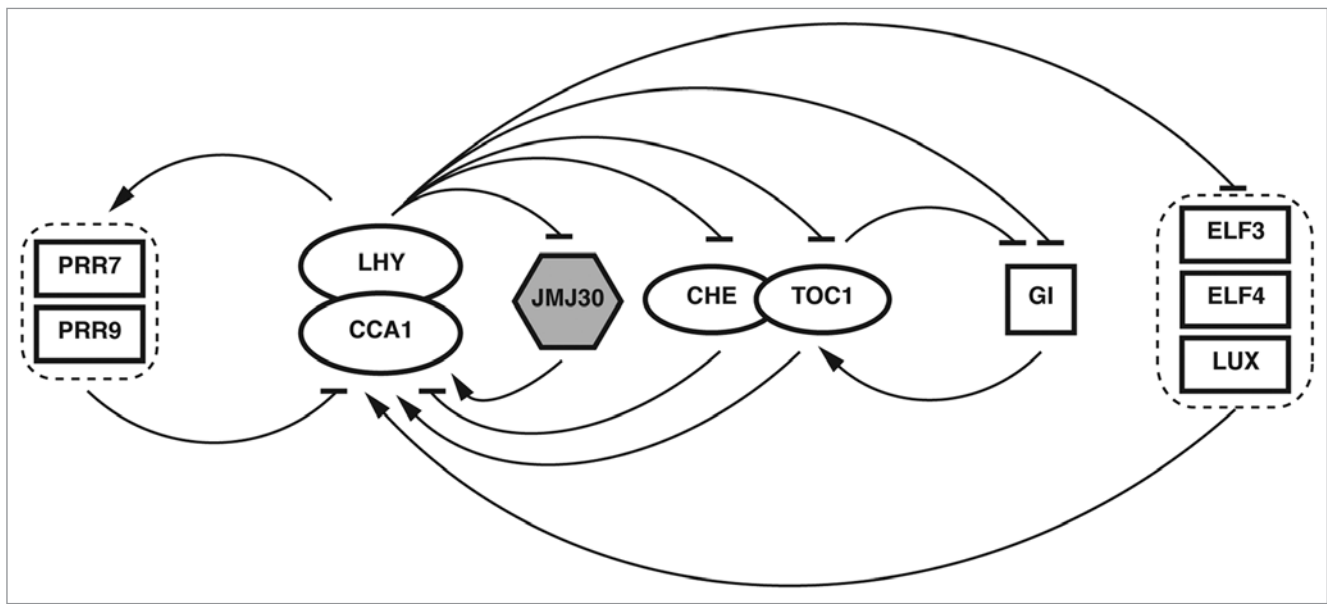 PRR7
PRR9
LHY
CCA1
JMJ30
CHE
TOC1
GI
ELF3
ELF4
LUX